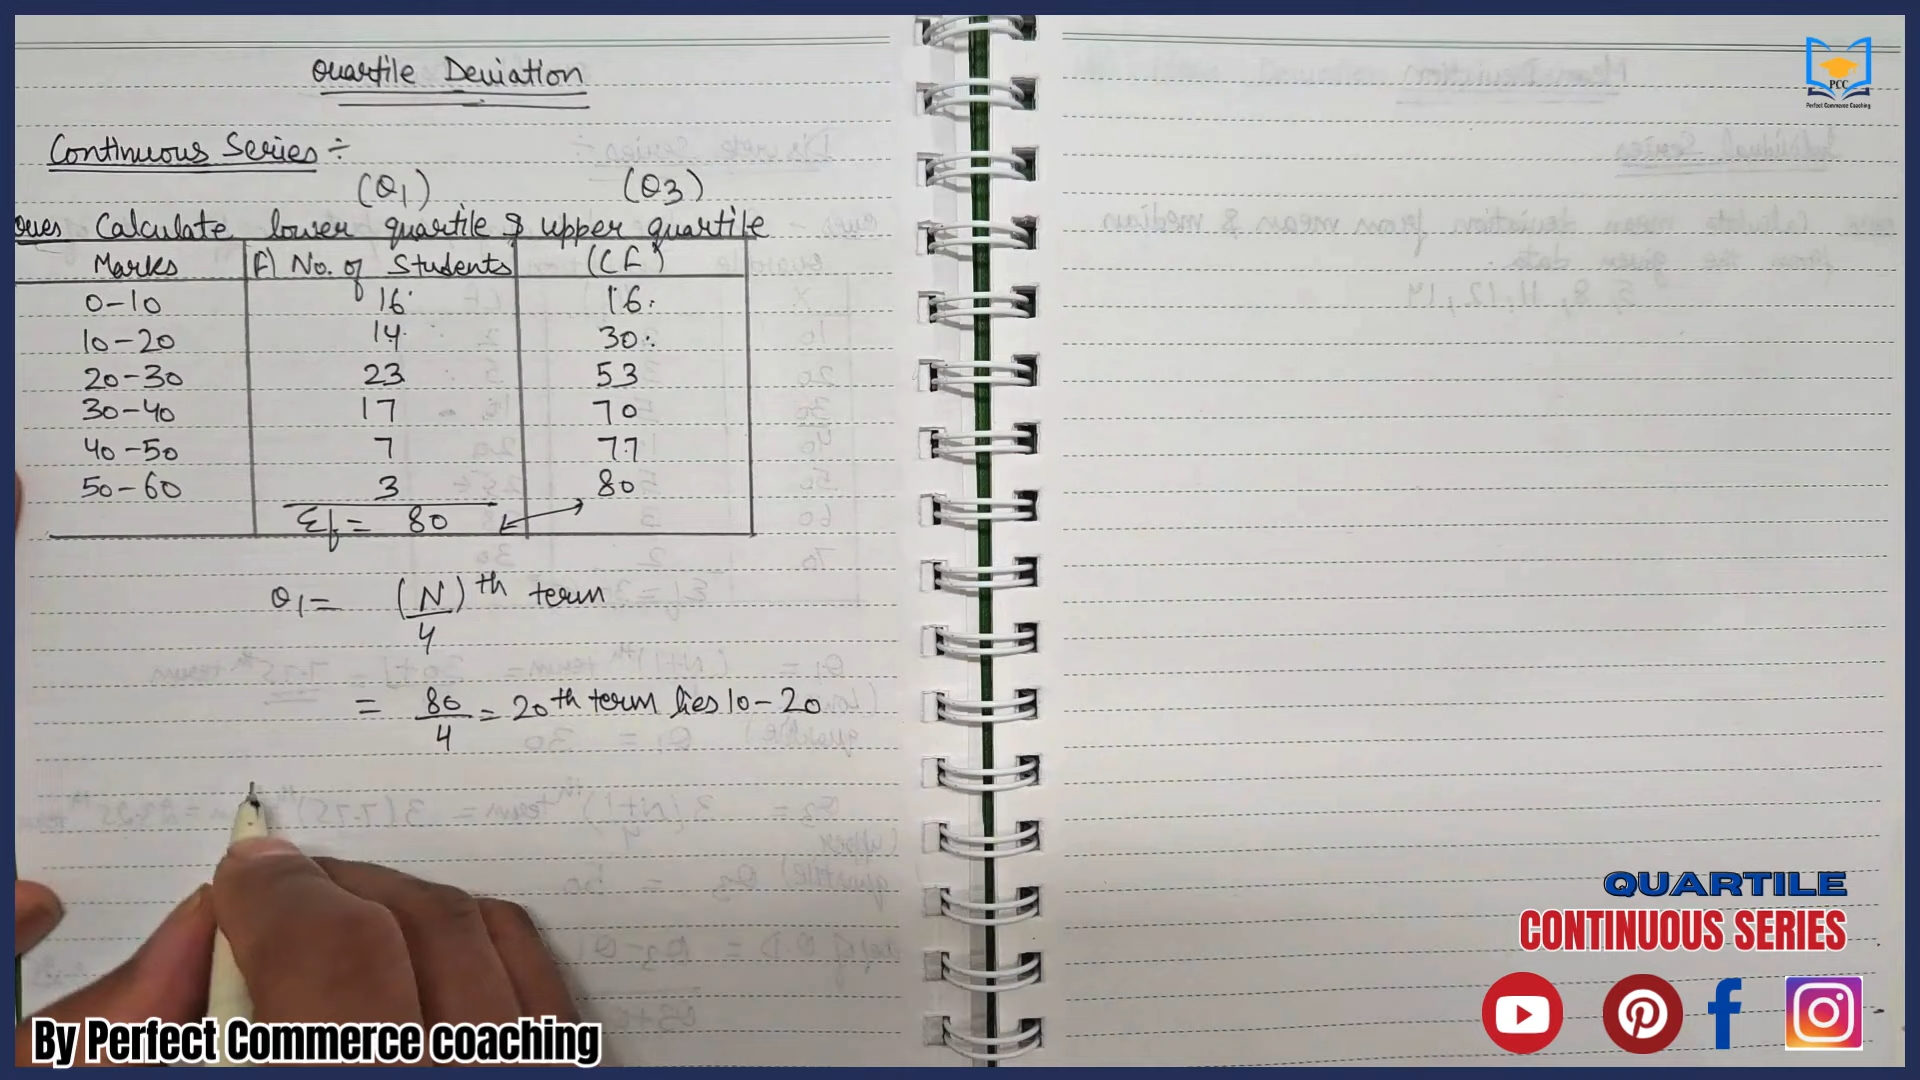 Quartile Deviation
Continuous Series ÷
(Q1) (Q3)
Ques Calculate lower quartile & upper quartile
Marks (F) No. of Students (CF)
0-10 16 16
10-20 14 30
20-30 23 53
30-40 17 70
40-50 7 77
50-60 3 80
Σf = 80
Q1 = (N/4)th term
= 80/4 = 20th term lies 10-20
PCC
Perfect Commerce Coaching
QUARTILE
CONTINUOUS SERIES
By Perfect Commerce coaching